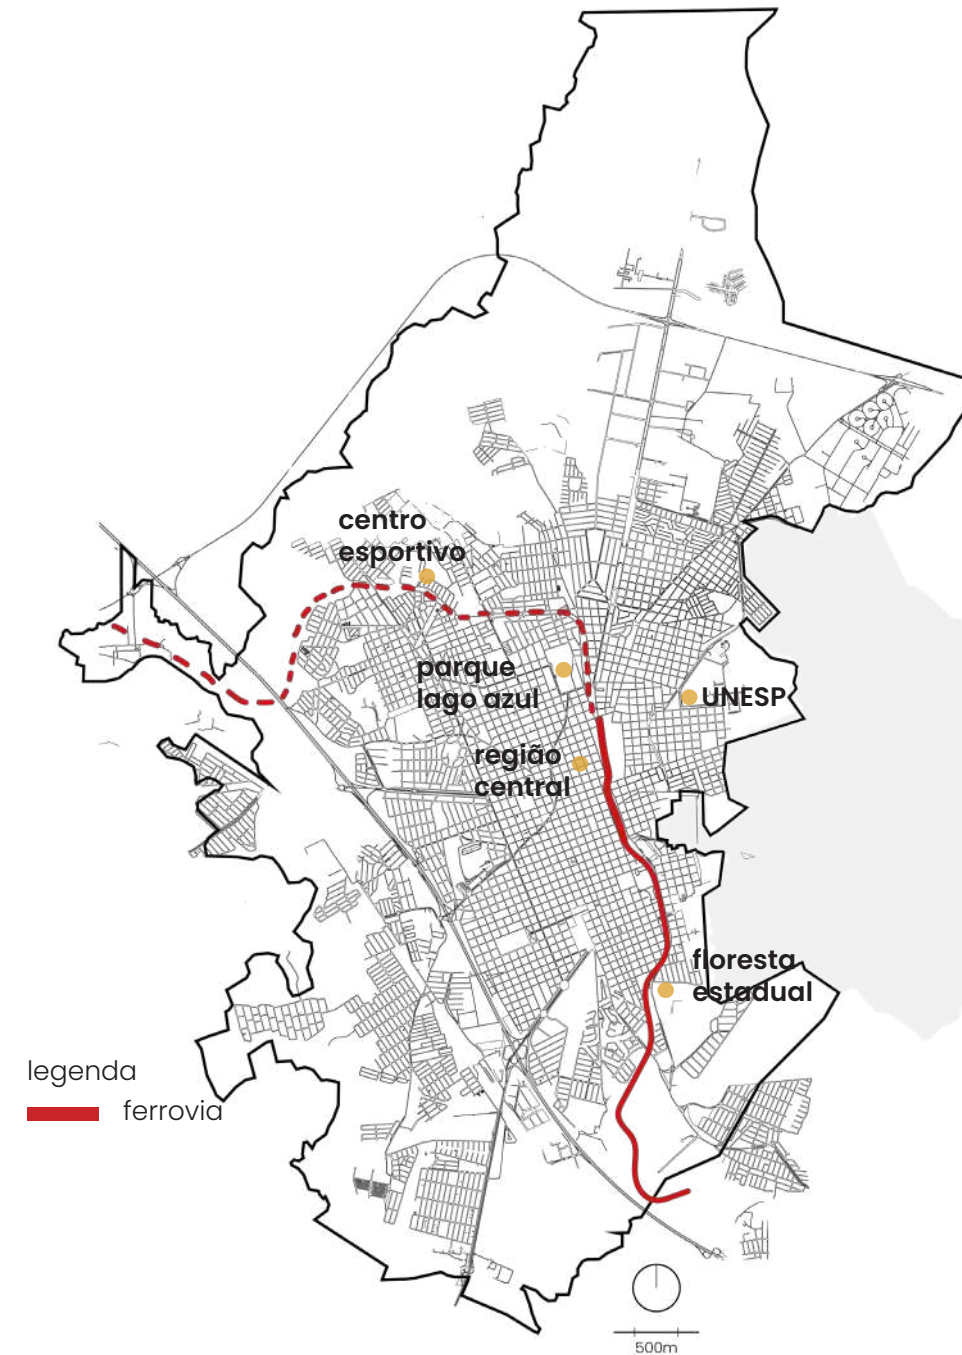 centro
esportivo
parque
lago azul
UNESP
região
central
floresta
estadual
legenda
ferrovia
500m